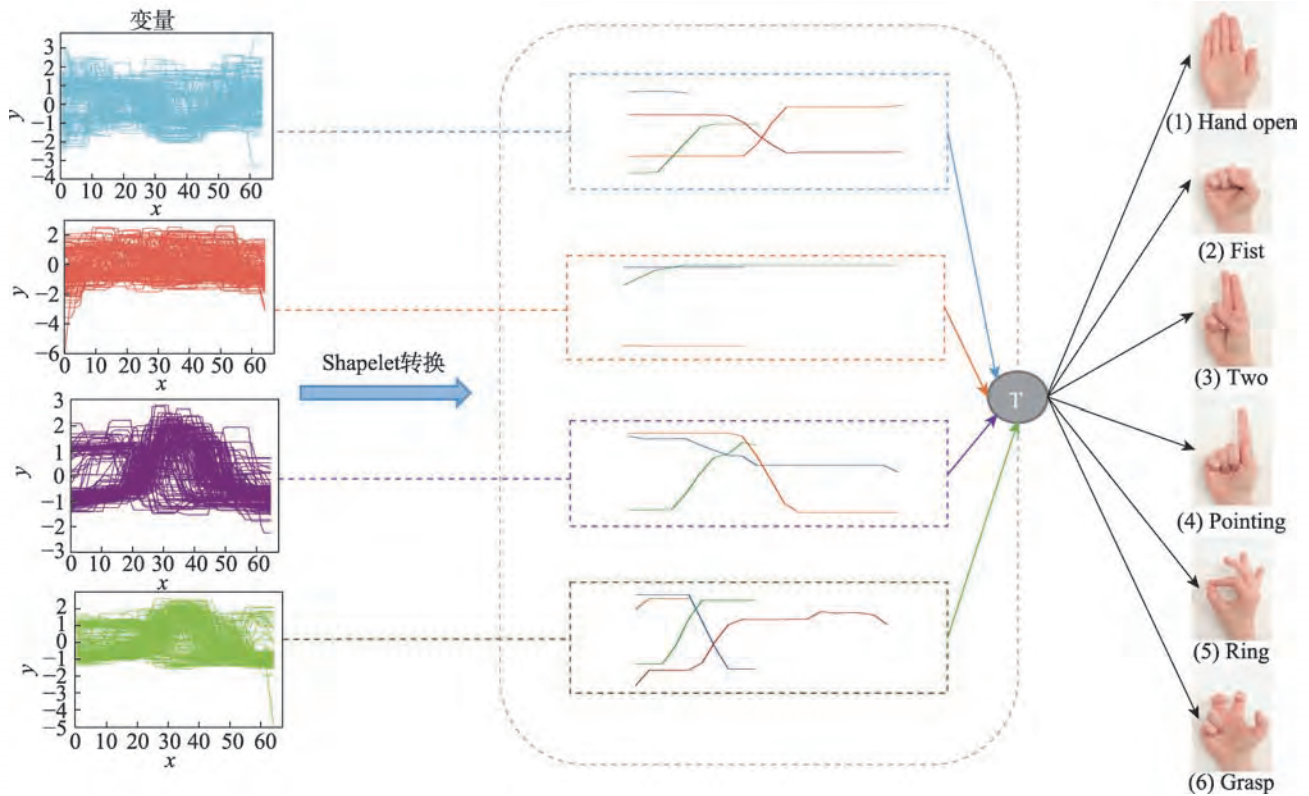 变量
y
3
2
1
0
−1
−2
−3
−4
0 10 20 30 40 50 60
x
y
2
0
−2
−4
−6
0 10 20 30 40 50 60
x
y
3
2
1
0
−1
−2
−3
0 10 20 30 40 50 60
x
y
2
1
0
−1
−2
−3
−4
−5
0 10 20 30 40 50 60
x
Shapelet转换
T
(1) Hand open
(2) Fist
(3) Two
(4) Pointing
(5) Ring
(6) Grasp